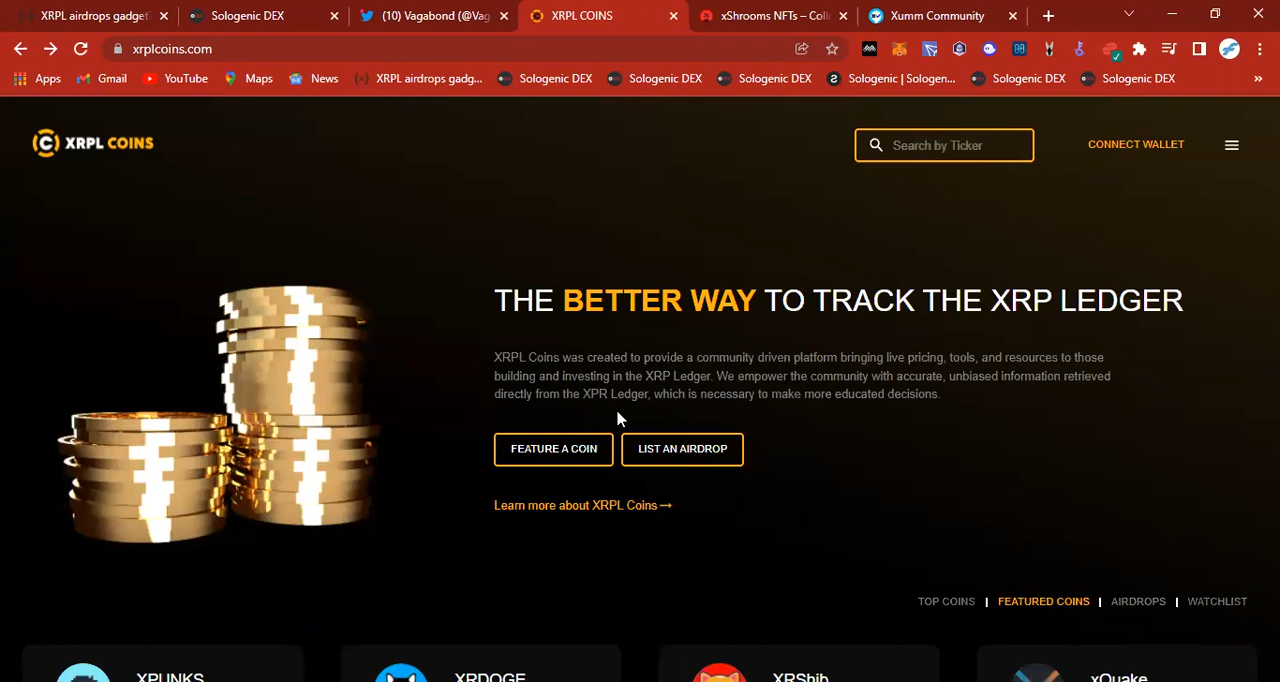 XRPL airdrops gadget
Sologenic DEX
(10) Vagabond (@Vag
XRPL COINS
xShrooms NFTs – Coll
Xumm Community
xrplcoins.com
Apps
Gmail
YouTube
Maps
News
XRPL airdrops gadg...
Sologenic DEX
Sologenic DEX
Sologenic DEX
Sologenic | Sologen...
Sologenic DEX
Sologenic DEX
XRPL COINS
Search by Ticker
CONNECT WALLET
THE BETTER WAY TO TRACK THE XRP LEDGER
XRPL Coins was created to provide a community driven platform bringing live pricing, tools, and resources to those
building and investing in the XRP Ledger. We empower the community with accurate, unbiased information retrieved
directly from the XPR Ledger, which is necessary to make more educated decisions.
FEATURE A COIN
LIST AN AIRDROP
Learn more about XRPL Coins→
TOP COINS | FEATURED COINS | AIRDROPS | WATCHLIST
XPUNKS
XRDOGE
XRShib
xQuake